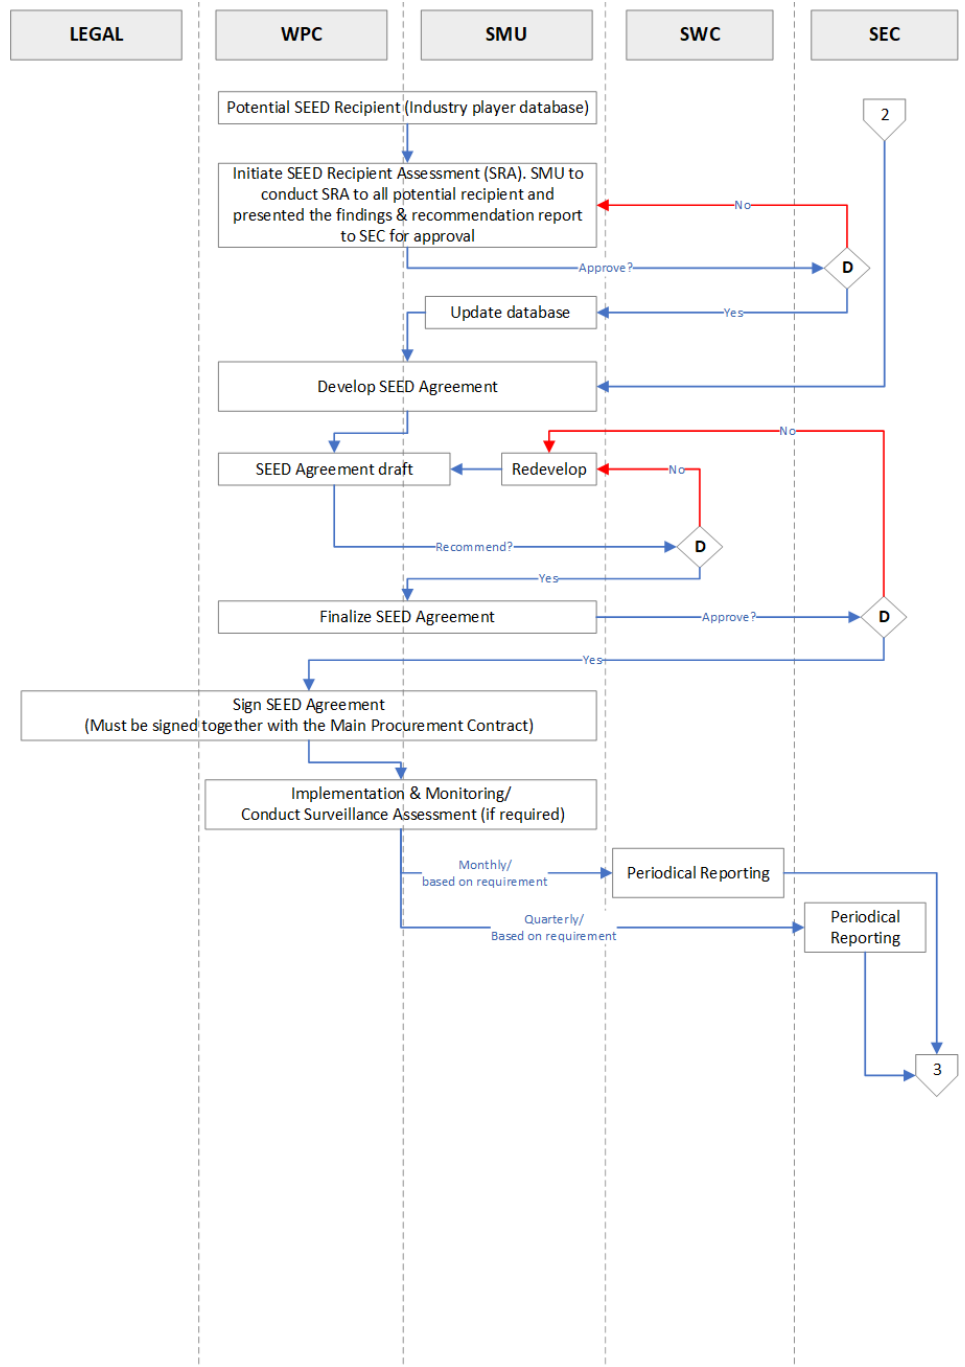 LEGAL
WPC
SMU
SWC
SEC
Potential SEED Recipient (Industry player database)
2
Initiate SEED Recipient Assessment (SRA). SMU to
conduct SRA to all potential recipient and
presented the findings & recommendation report
to SEC for approval
No
Approve?
D
Update database
Yes
Develop SEED Agreement
No
SEED Agreement draft
Redevelop
No
Recommend?
D
Yes
Finalize SEED Agreement
Approve?
D
Yes
Sign SEED Agreement
(Must be signed together with the Main Procurement Contract)
Implementation & Monitoring/
Conduct Surveillance Assessment (if required)
Monthly/
based on requirement
Periodical Reporting
Quarterly/
Based on requirement
Periodical
Reporting
3